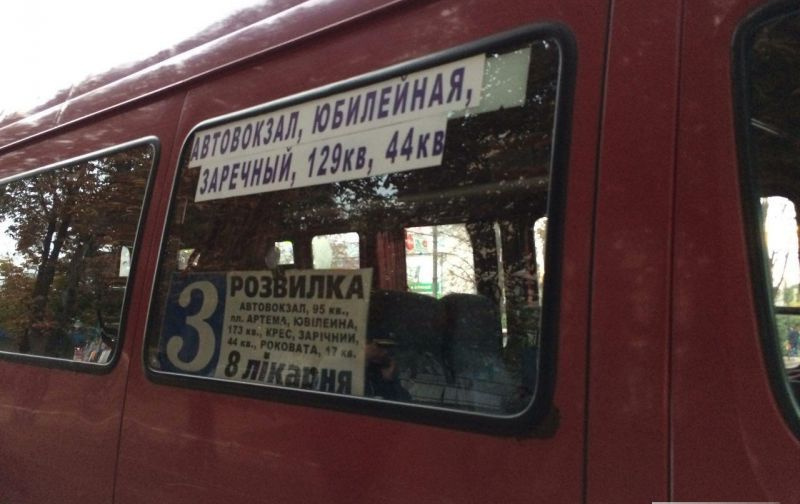 АВТОВОКЗАЛ, ЮБИЛЕЙНАЯ,
ЗАРЕЧНЫЙ, 129КВ, 44КВ
3
РОЗВИЛКА
АВТОВОКЗАЛ, 95 КВ.,
ПЛ. АРТЕМА, ЮВІЛЕИНА,
173 КВ., КРЕС, ЗАРІЧНИЙ,
44 КВ., РОКОВАТА, 17 КВ.
8 лікарня